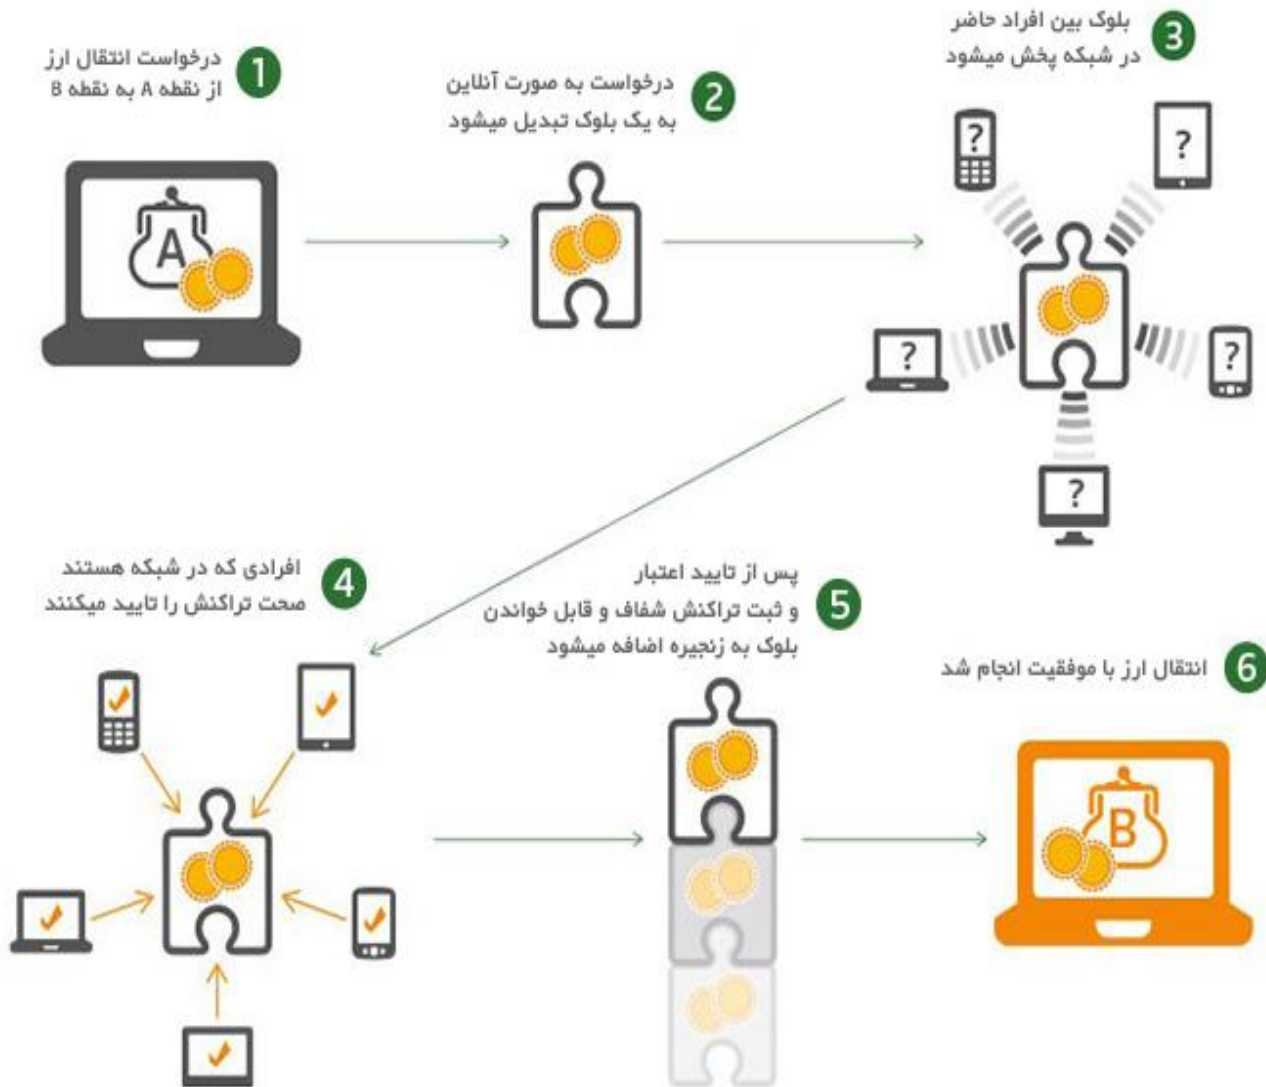 1
درخواست انتقال ارز
از نقطه A به نقطه B
A
2
درخواست به صورت آنلاین
به یک بلوک تبدیل میشود
3
بلوک بین افراد حاضر
در شبکه پخش میشود
?
?
?
?
?
4
افرادی که در شبکه هستند
صحت تراکنش را تایید میکنند
5
پس از تایید اعتبار
و ثبت تراکنش شفاف و قابل خواندن
بلوک به زنجیره اضافه میشود
6
انتقال ارز با موفقیت انجام شد
B